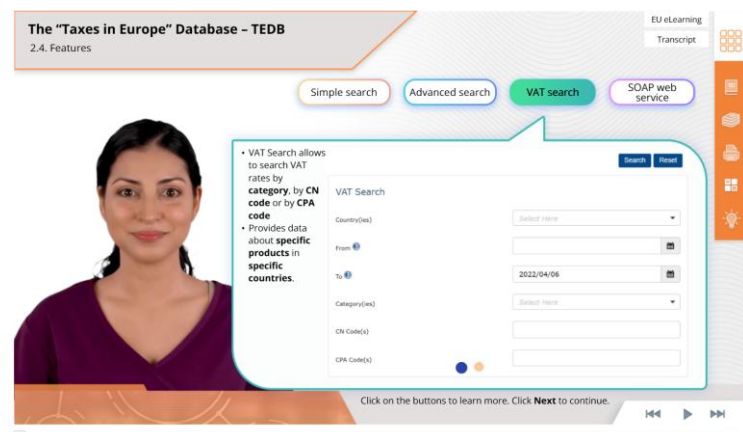 The “Taxes in Europe” Database – TEDB
2.4. Features
EU eLearning
Transcript
Simple search
Advanced search
VAT search
SOAP web
service
• VAT Search allows
to search VAT
rates by
category, by CN
code or by CPA
code
• Provides data
about specific
products in
specific
countries.
Search
Reset
VAT Search
Country(ies)
Select Here
From
To
2022/04/06
Category(ies)
Select Here
CN Code(s)
CPA Code(s)
Click on the buttons to learn more. Click Next to continue.